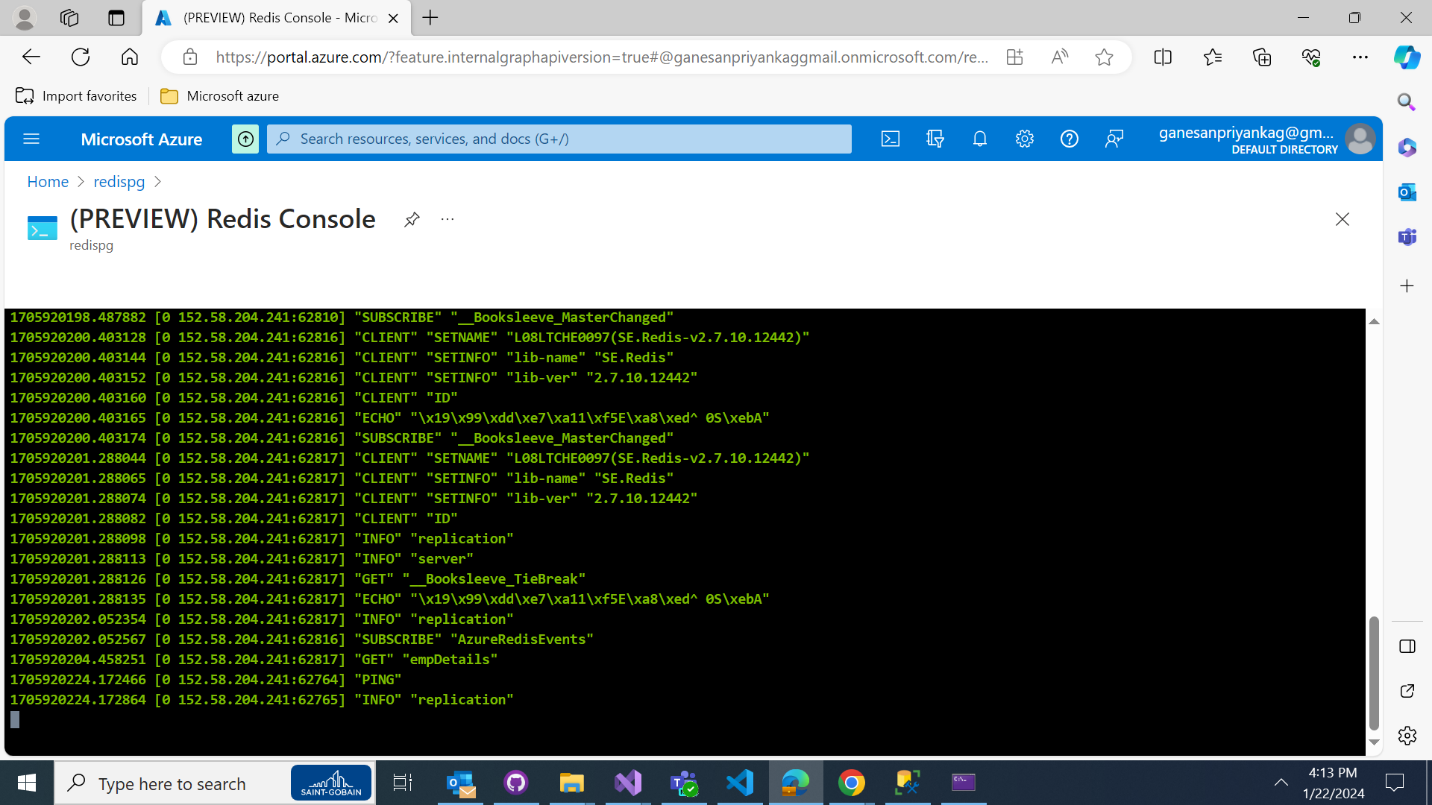 (PREVIEW) Redis Console - Micro
https://portal.azure.com/?feature.internalgraphapiversion=true#@ganesanpriyankaggmail.onmicrosoft.com/re...
Import favorites
Microsoft azure
Microsoft Azure
Search resources, services, and docs (G+/)
ganesanpriyankag@gm...
DEFAULT DIRECTORY
Home > redispg >
(PREVIEW) Redis Console
redispg
1705920198.487882 [0 152.58.204.241:62810] "SUBSCRIBE" "__Booksleeve_MasterChanged"
1705920200.403128 [0 152.58.204.241:62816] "CLIENT" "SETNAME" "L08LTCHE0097(SE.Redis-v2.7.10.12442)"
1705920200.403144 [0 152.58.204.241:62816] "CLIENT" "SETINFO" "lib-name" "SE.Redis"
1705920200.403152 [0 152.58.204.241:62816] "CLIENT" "SETINFO" "lib-ver" "2.7.10.12442"
1705920200.403160 [0 152.58.204.241:62816] "CLIENT" "ID"
1705920200.403165 [0 152.58.204.241:62816] "ECHO" "\x19\x99\xdd\xe7\xa11\xf5E\xa8\xed^ 0S\xebA"
1705920200.403174 [0 152.58.204.241:62816] "SUBSCRIBE" "__Booksleeve_MasterChanged"
1705920201.288044 [0 152.58.204.241:62817] "CLIENT" "SETNAME" "L08LTCHE0097(SE.Redis-v2.7.10.12442)"
1705920201.288065 [0 152.58.204.241:62817] "CLIENT" "SETINFO" "lib-name" "SE.Redis"
1705920201.288074 [0 152.58.204.241:62817] "CLIENT" "SETINFO" "lib-ver" "2.7.10.12442"
1705920201.288082 [0 152.58.204.241:62817] "CLIENT" "ID"
1705920201.288098 [0 152.58.204.241:62817] "INFO" "replication"
1705920201.288113 [0 152.58.204.241:62817] "INFO" "server"
1705920201.288126 [0 152.58.204.241:62817] "GET" "__Booksleeve_TieBreak"
1705920201.288135 [0 152.58.204.241:62817] "ECHO" "\x19\x99\xdd\xe7\xa11\xf5E\xa8\xed^ 0S\xebA"
1705920202.052354 [0 152.58.204.241:62817] "INFO" "replication"
1705920202.052567 [0 152.58.204.241:62816] "SUBSCRIBE" "AzureRedisEvents"
1705920204.458251 [0 152.58.204.241:62817] "GET" "empDetails"
1705920224.172466 [0 152.58.204.241:62764] "PING"
1705920224.172864 [0 152.58.204.241:62765] "INFO" "replication"
Type here to search
SAINT-GOBAIN
4:13 PM
1/22/2024